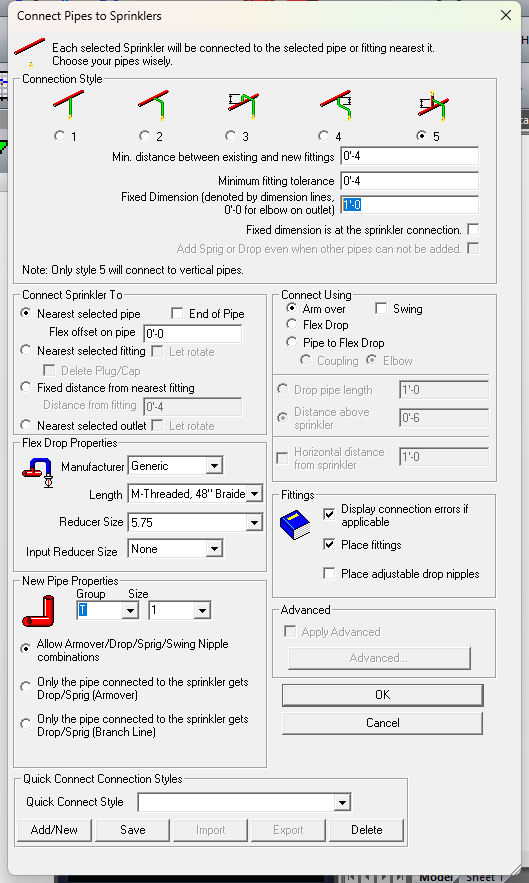 Connect Pipes to Sprinklers
Each selected Sprinkler will be connected to the selected pipe or fitting nearest it.
Choose your pipes wisely.
Connection Style
1
2
3
4
5
Min. distance between existing and new fittings
0'-4
Minimum fitting tolerance
0'-4
Fixed Dimension (denoted by dimension lines,
0'-0 for elbow on outlet)
1'-0
Fixed dimension is at the sprinkler connection.
Add Sprig or Drop even when other pipes can not be added.
Note: Only style 5 will connect to vertical pipes.
Connect Sprinkler To
Nearest selected pipe
End of Pipe
Flex offset on pipe
0'-0
Nearest selected fitting
Let rotate
Delete Plug/Cap
Fixed distance from nearest fitting
Distance from fitting
0'-4
Nearest selected outlet
Let rotate
Connect Using
Arm over
Swing
Flex Drop
Pipe to Flex Drop
Coupling
Elbow
Drop pipe length
1'-0
Distance above
sprinkler
0'-6
Horizontal distance
from sprinkler
1'-0
Flex Drop Properties
Manufacturer
Generic
Length
M-Threaded, 48" Braide
Reducer Size
5.75
Input Reducer Size
None
Fittings
Display connection errors if
applicable
Place fittings
Place adjustable drop nipples
New Pipe Properties
Group
Size
T
1
Allow Armover/Drop/Sprig/Swing Nipple
combinations
Only the pipe connected to the sprinkler gets
Drop/Sprig (Armover)
Only the pipe connected to the sprinkler gets
Drop/Sprig (Branch Line)
Advanced
Apply Advanced
Advanced...
OK
Cancel
Quick Connect Connection Styles
Quick Connect Style
Add/New
Save
Import
Export
Delete
Model
Sheet 1